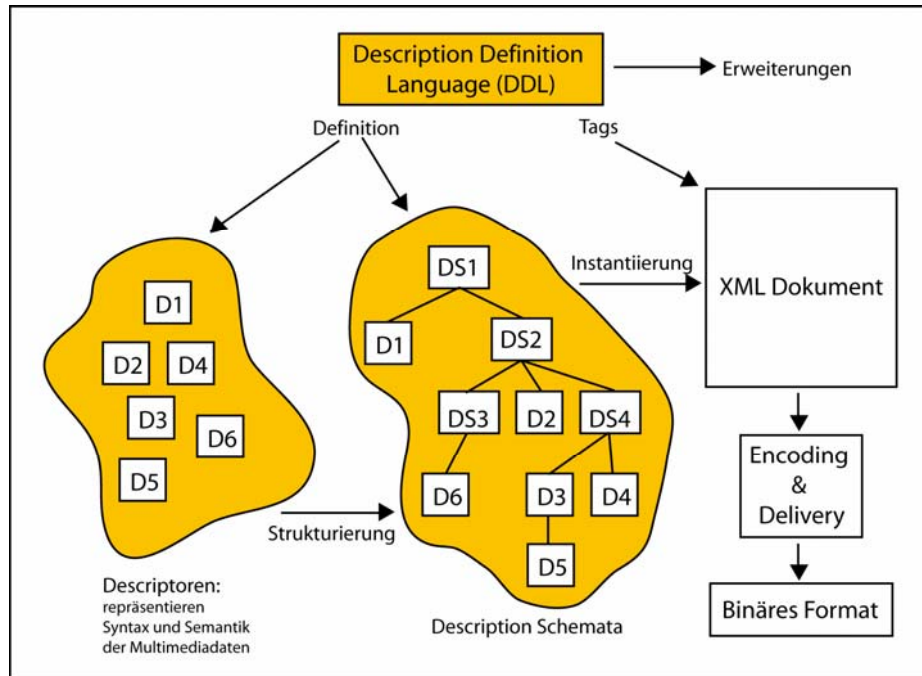 Description Definition
Language (DDL)
Erweiterungen
Definition
Tags
DS1
Instantiierung
XML Dokument
D1
D1
DS2
D2
D4
D3
D6
DS3
D2
DS4
D5
D6
D3
D4
Encoding
&
Delivery
Strukturierung
D5
Descriptoren:
repräsentieren
Syntax und Semantik
der Multimediadaten
Description Schemata
Binäres Format